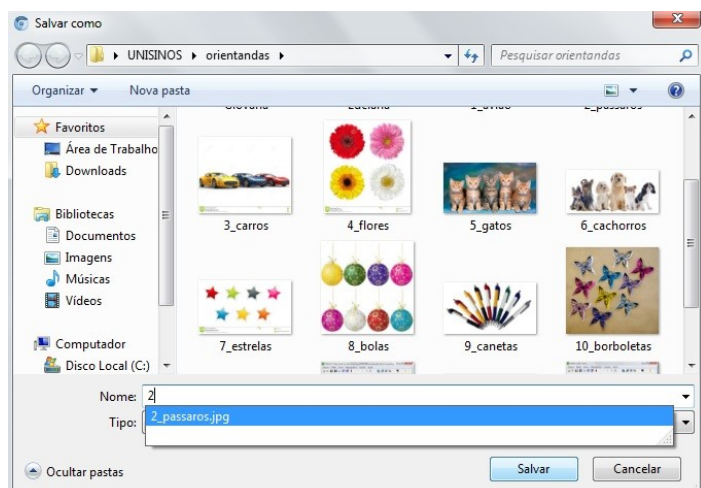 Salvar como
UNISINOS orientandas
Pesquisar orientandas
Organizar Nova pasta
Favoritos
Área de Trabalho
Downloads
Bibliotecas
Documentos
Imagens
Músicas
Vídeos
Computador
Disco Local (C:)
3_carros 4_flores 5_gatos 6_cachorros
7_estrelas 8_bolas 9_canetas 10_borboletas
Nome: 2
2_passaros.jpg
Tipo:
Ocultar pastas
Salvar Cancelar